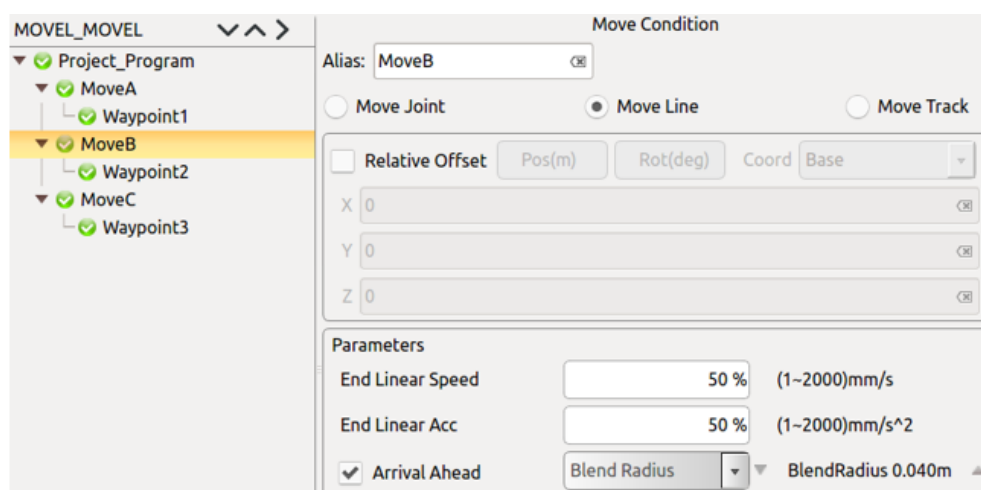 MOVEL_MOVEL
Project_Program
MoveA
Waypoint1
MoveB
Waypoint2
MoveC
Waypoint3
Move Condition
Alias: MoveB
Move Joint Move Line Move Track
Relative Offset Pos(m) Rot(deg) Coord Base
X 0
Y 0
Z 0
Parameters
End Linear Speed 50 % (1~2000)mm/s
End Linear Acc 50 % (1~2000)mm/s^2
Arrival Ahead Blend Radius BlendRadius 0.040m